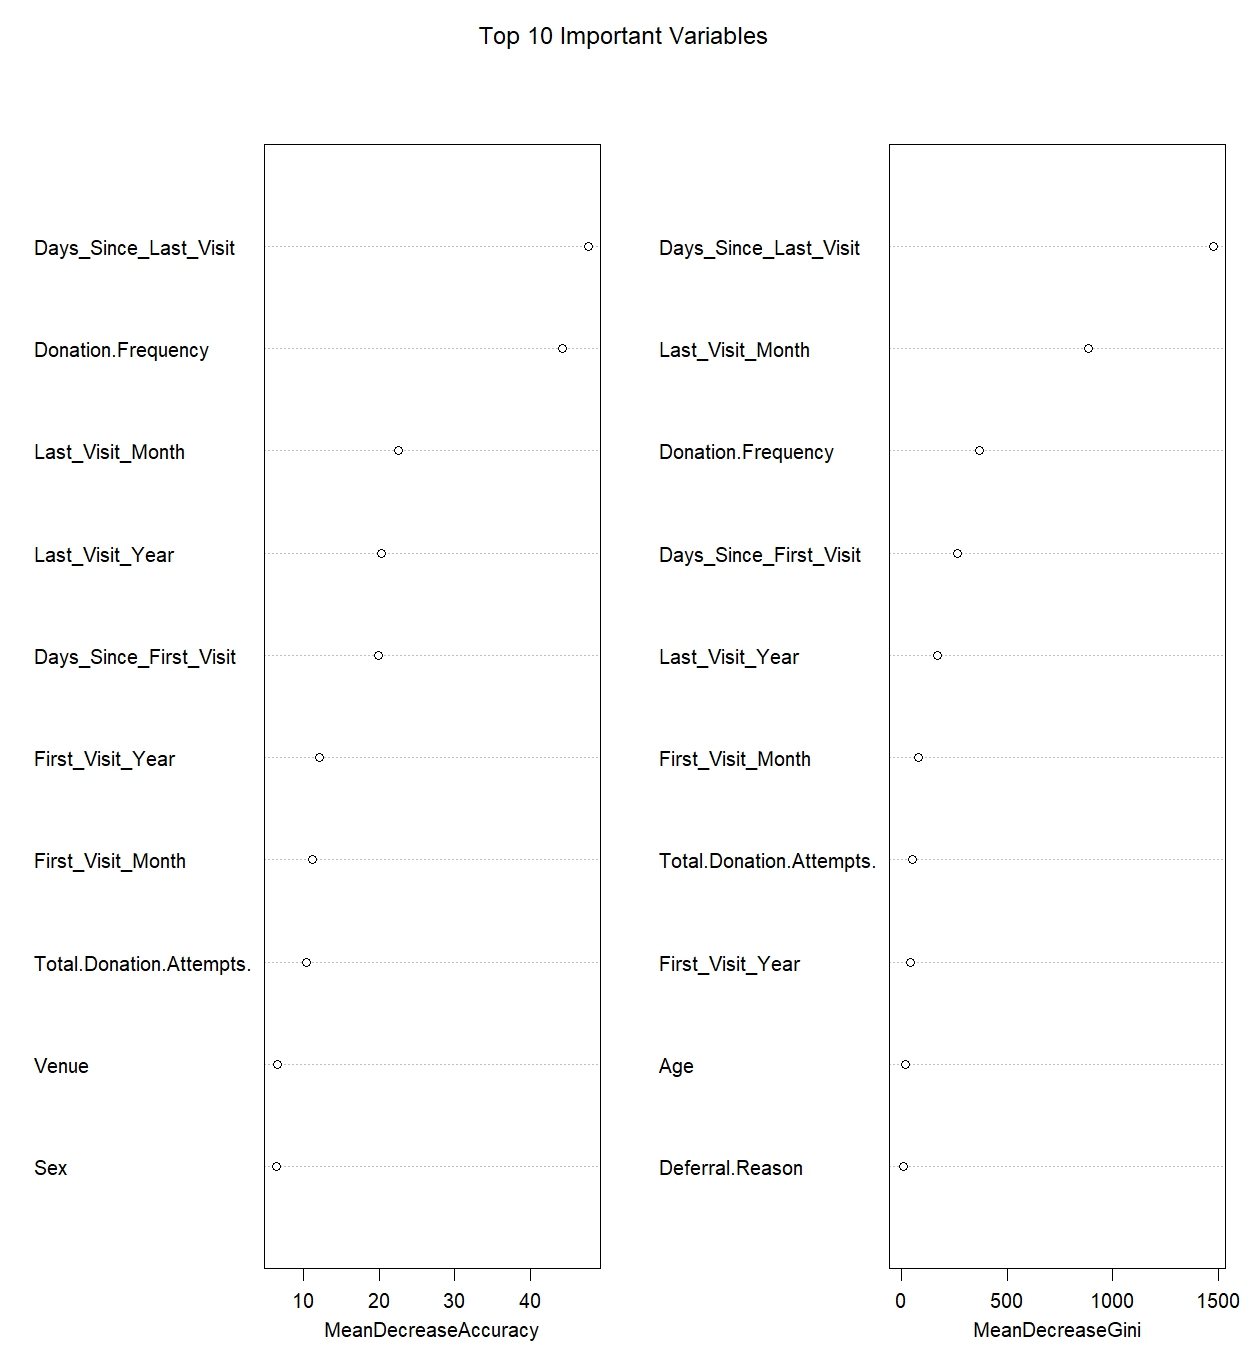 Top 10 Important Variables
Days_Since_Last_Visit
Donation.Frequency
Last_Visit_Month
Last_Visit_Year
Days_Since_First_Visit
First_Visit_Year
First_Visit_Month
Total.Donation.Attempts.
Venue
Sex
10 20 30 40
MeanDecreaseAccuracy
Days_Since_Last_Visit
Last_Visit_Month
Donation.Frequency
Days_Since_First_Visit
Last_Visit_Year
First_Visit_Month
Total.Donation.Attempts.
First_Visit_Year
Age
Deferral.Reason
0 500 1000 1500
MeanDecreaseGini